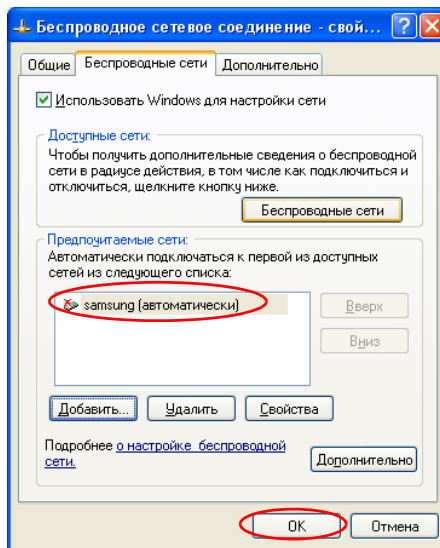 Беспроводное сетевое соединение - свой...
Общие Беспроводные сети Дополнительно
Использовать Windows для настройки сети
Доступные сети:
Чтобы получить дополнительные сведения о беспроводной
сети в радиусе действия, в том числе как подключиться и
отключиться, щелкните кнопку ниже.
Беспроводные сети
Предпочитаемые сети:
Автоматически подключаться к первой из доступных
сетей из следующего списка:
samsung (автоматически)
Вверх
Вниз
Добавить... Удалить Свойства
Подробнее о настройке беспроводной
сети.
Дополнительно
OK Отмена